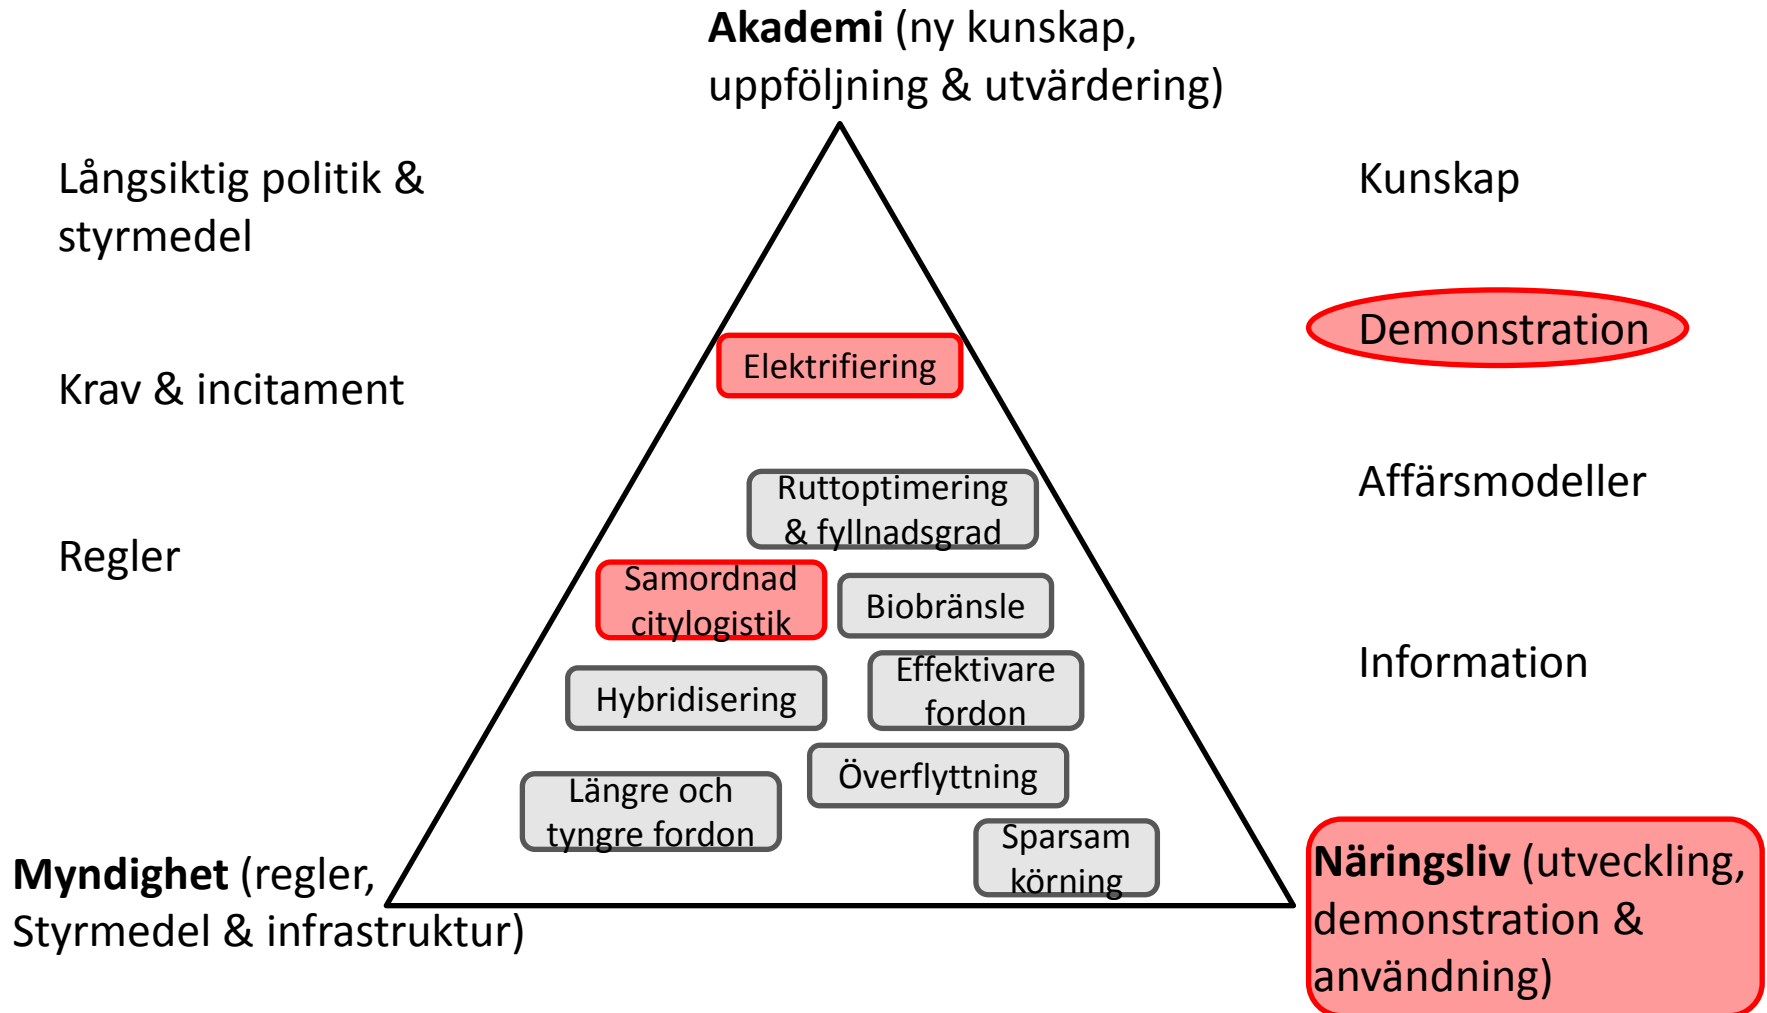 Akademi (ny kunskap,
uppföljning & utvärdering)
Långsiktig politik &
styrmedel
Krav & incitament
Regler
Kunskap
Demonstration
Affärsmodeller
Information
Elektrifiering
Ruttoptimering
& fyllnadsgrad
Samordnad
citylogistik
Biobränsle
Hybridisering
Effektivare
fordon
Överflyttning
Längre och
tyngre fordon
Sparsam
körning
Myndighet (regler,
Styrmedel & infrastruktur)
Näringsliv (utveckling,
demonstration &
användning)